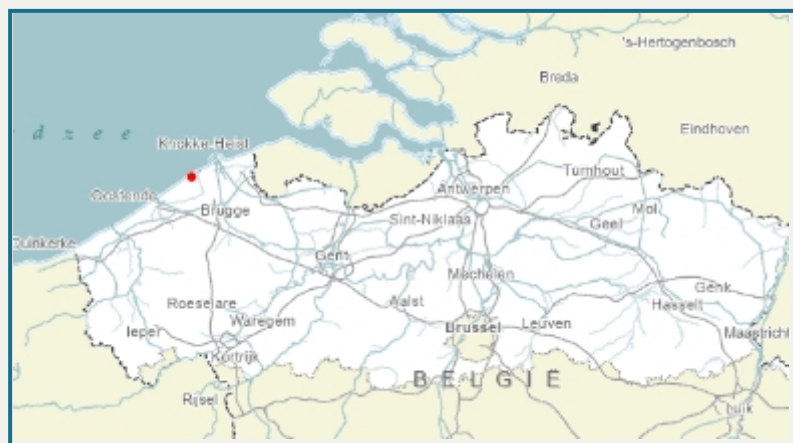 's-Hertogenbosch
Breda
Eindhoven
d z e e
Knokke-Heist
Turnhout
Antwerpen
Oostende
Mol
Brugge
Sint-Niklaas
Geel
Duinkerke
Gent
Mechelen
Genk
Roeselare
Aalst
Hasselt
Waregem
Ieper
Brussel
Leuven
Maastricht
Kortrijk
BELGIË
Rijsel
Luik